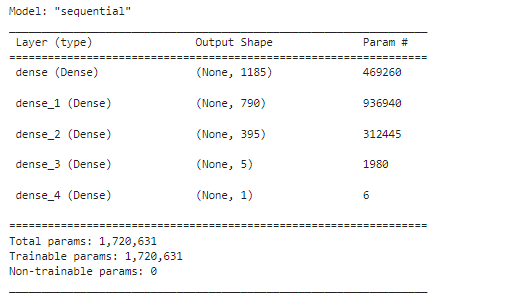 Model: "sequential"
Layer (type) Output Shape Param #
dense (Dense) (None, 1185) 469260
dense_1 (Dense) (None, 790) 936940
dense_2 (Dense) (None, 395) 312445
dense_3 (Dense) (None, 5) 1980
dense_4 (Dense) (None, 1) 6
Total params: 1,720,631
Trainable params: 1,720,631
Non-trainable params: 0